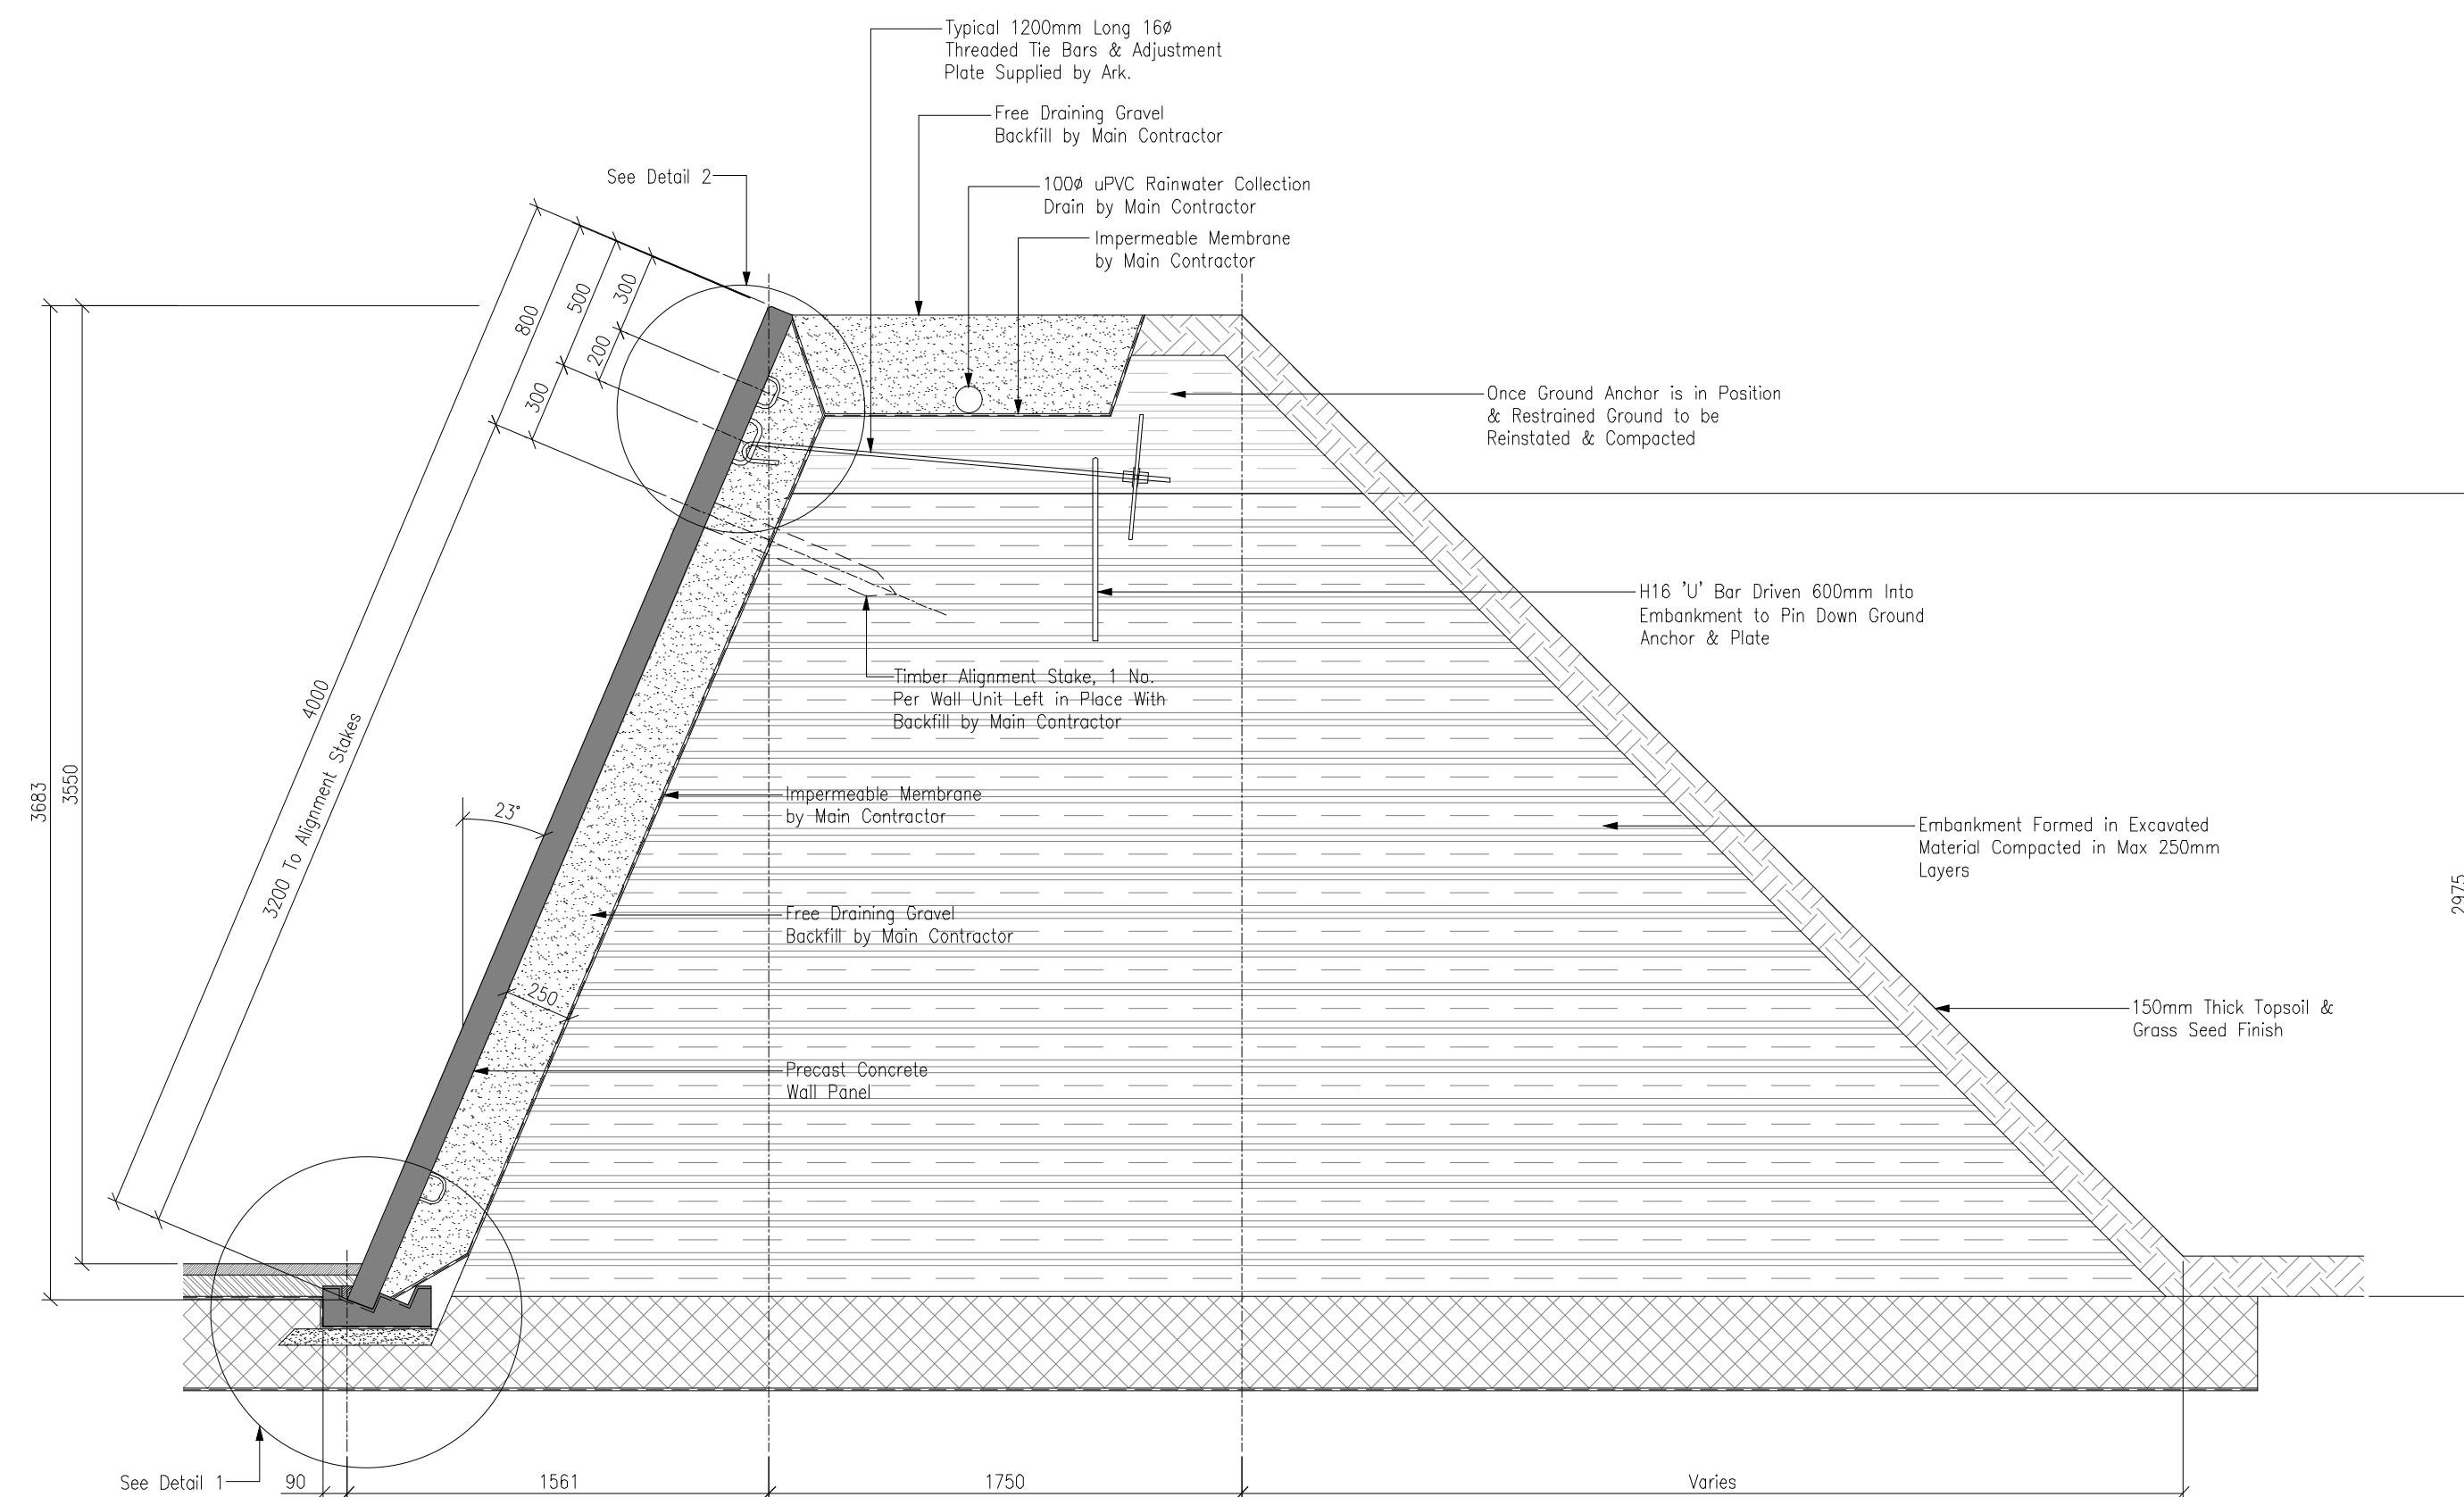 Typical 1200mm Long 16ø
Threaded Tie Bars & Adjustment
Plate Supplied by Ark.
Free Draining Gravel
Backfill by Main Contractor
See Detail 2
100ø uPVC Rainwater Collection
Drain by Main Contractor
Impermeable Membrane
by Main Contractor
800
500
300
200
300
Once Ground Anchor is in Position
& Restrained Ground to be
Reinstated & Compacted
H16 'U' Bar Driven 600mm Into
Embankment to Pin Down Ground
Anchor & Plate
Timber Alignment Stake, 1 No.
Per Wall Unit Left in Place With
Backfill by Main Contractor
4000
3200 To Alignment Stakes
3683
3550
23°
Impermeable Membrane
by Main Contractor
Embankment Formed in Excavated
Material Compacted in Max 250mm
Layers
2975
Free Draining Gravel
Backfill by Main Contractor
250
150mm Thick Topsoil &
Grass Seed Finish
Precast Concrete
Wall Panel
See Detail 1
90
1561
1750
Varies